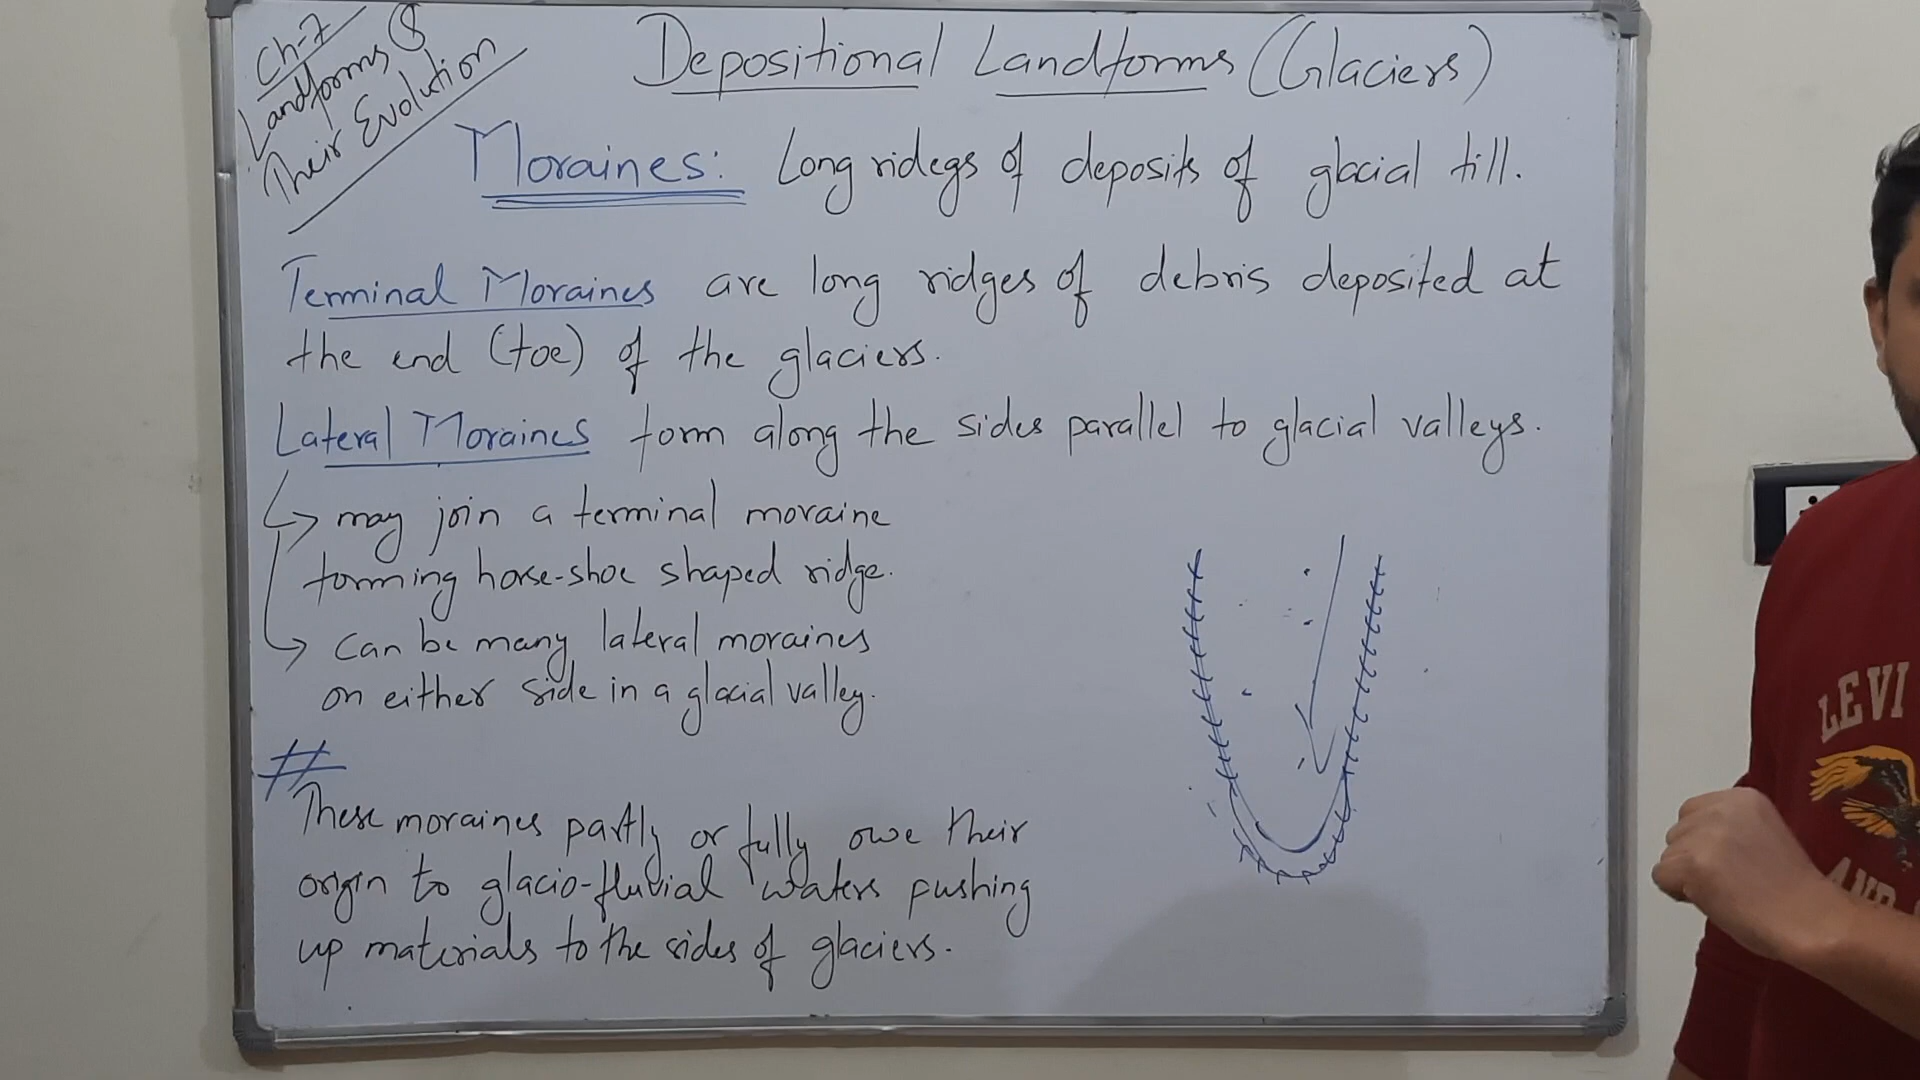 Ch-7
Landforms &
Their Evolution
Depositional Landforms (Glaciers)
Moraines: Long ridegs of deposits of glacial till.
Terminal Moraines are long ridges of debris deposited at
the end (toe) of the glaciers.
Lateral Moraines form along the sides parallel to glacial valleys.
may join a terminal moraine
forming horse-shoe shaped ridge.
can be many lateral moraines
on either side in a glacial valley.
#
These moraines partly or fully owe their
origin to glacio-fluvial waters pushing
up materials to the sides of glaciers.
LEVI
AND